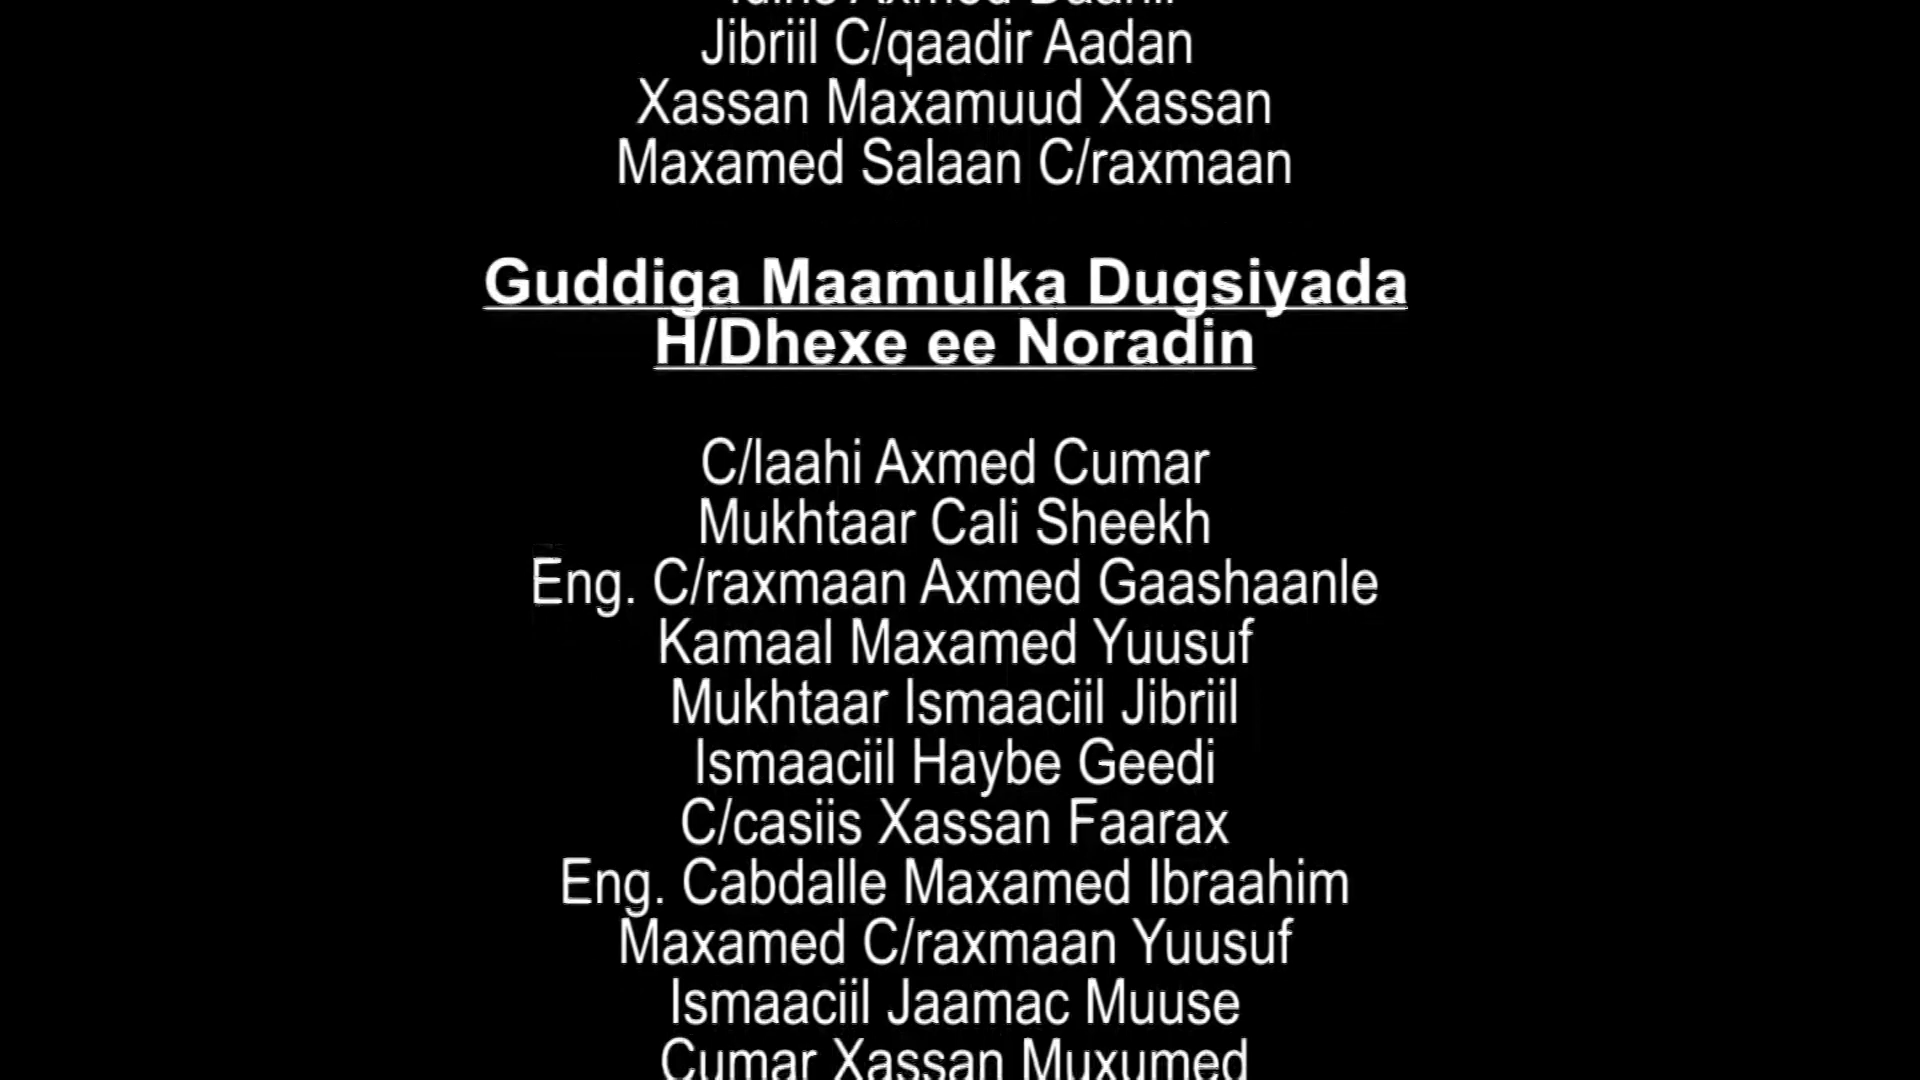 Jibriil C/qaadir Aadan
Xassan Maxamuud Xassan
Maxamed Salaan C/raxmaan
Guddiga Maamulka Dugsiyada
H/Dhexe ee Noradin
C/laahi Axmed Cumar
Mukhtaar Cali Sheekh
Eng. C/raxmaan Axmed Gaashaanle
Kamaal Maxamed Yuusuf
Mukhtaar Ismaaciil Jibriil
Ismaaciil Haybe Geedi
C/casiis Xassan Faarax
Eng. Cabdalle Maxamed Ibraahim
Maxamed C/raxmaan Yuusuf
Ismaaciil Jaamac Muuse
Cumar Xassan Muxumed